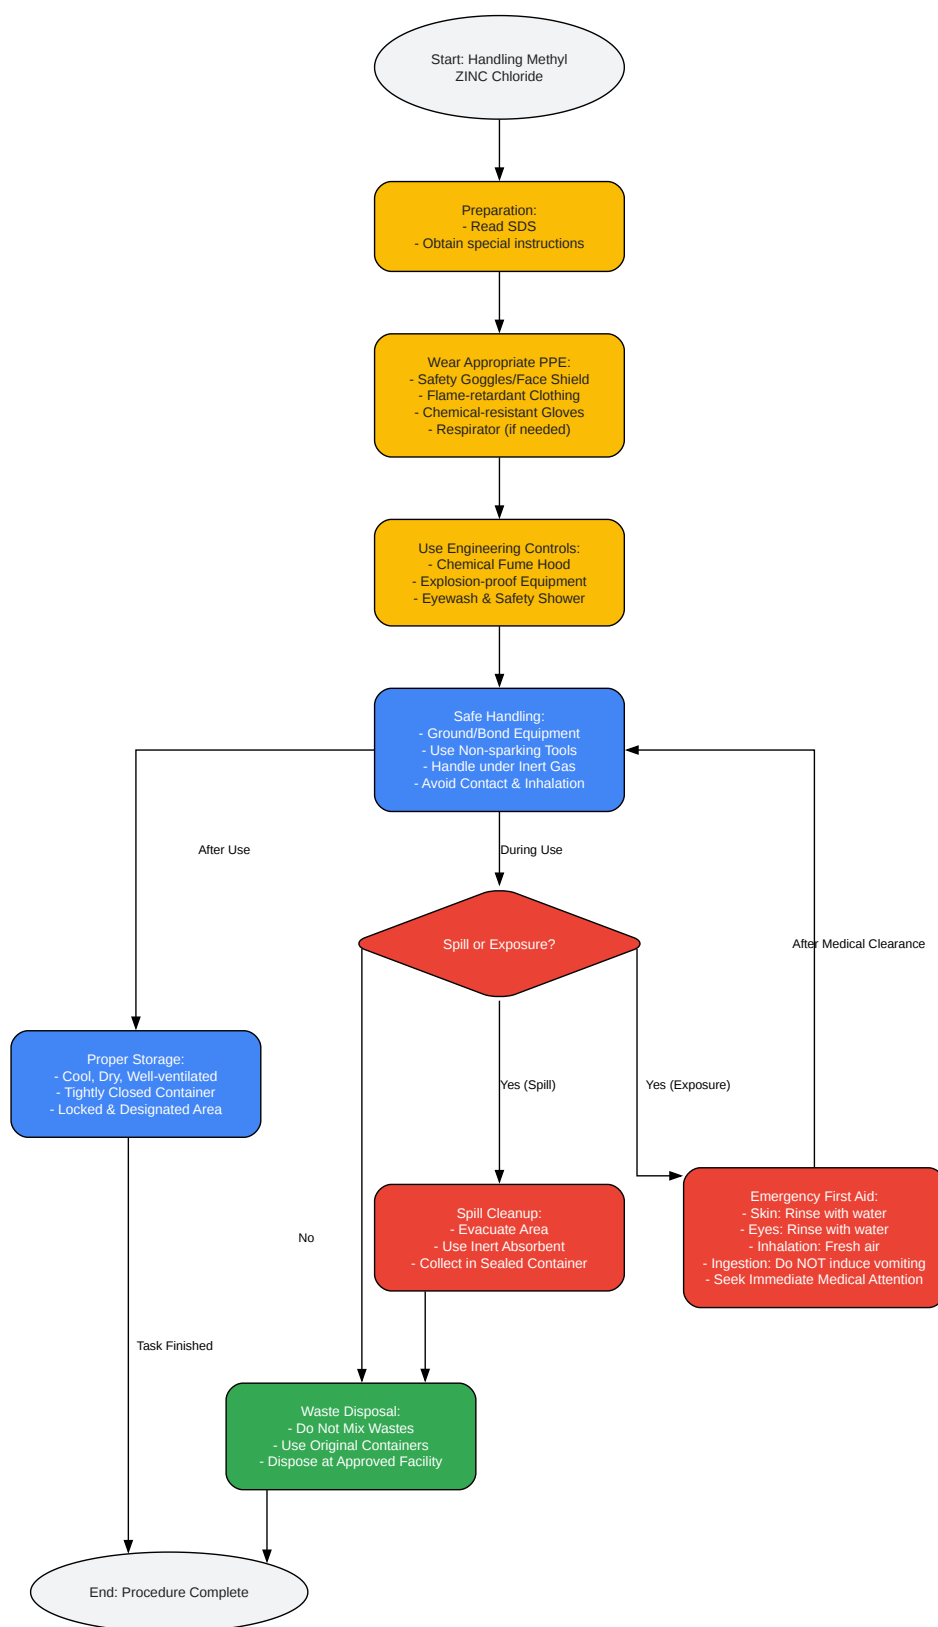 Start: Handling Methyl
ZINC Chloride
Preparation:
- Read SDS
- Obtain special instructions
Wear Appropriate PPE:
- Safety Goggles/Face Shield
- Flame-retardant Clothing
- Chemical-resistant Gloves
- Respirator (if needed)
Use Engineering Controls:
- Chemical Fume Hood
- Explosion-proof Equipment
- Eyewash & Safety Shower
Safe Handling:
- Ground/Bond Equipment
- Use Non-sparking Tools
- Handle under Inert Gas
- Avoid Contact & Inhalation
After Use
During Use
Spill or Exposure?
After Medical Clearance
Proper Storage:
- Cool, Dry, Well-ventilated
- Tightly Closed Container
- Locked & Designated Area
Yes (Spill)
Yes (Exposure)
No
Spill Cleanup:
- Evacuate Area
- Use Inert Absorbent
- Collect in Sealed Container
Emergency First Aid:
- Skin: Rinse with water
- Eyes: Rinse with water
- Inhalation: Fresh air
- Ingestion: Do NOT induce vomiting
- Seek Immediate Medical Attention
Task Finished
Waste Disposal:
- Do Not Mix Wastes
- Use Original Containers
- Dispose at Approved Facility
End: Procedure Complete